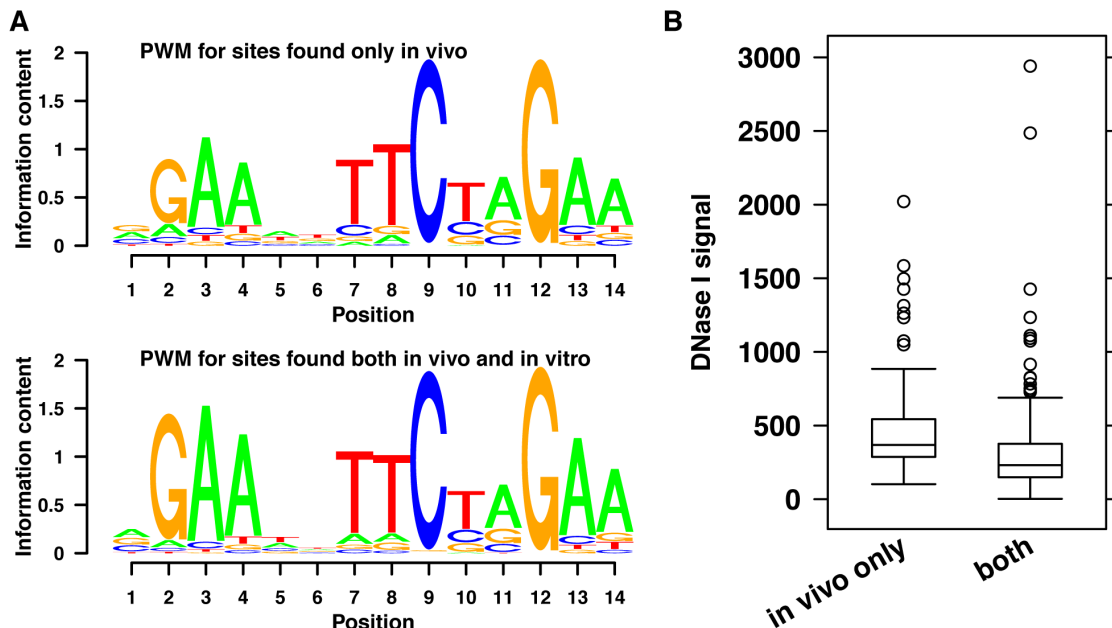 A
PWM for sites found only in vivo
Information content
2
1.5
1
0.5
0
GAA TTCTAGAA
1 2 3 4 5 6 7 8 9 10 11 12 13 14
Position
PWM for sites found both in vivo and in vitro
Information content
2
1.5
1
0.5
0
GAA TTCTAGAA
1 2 3 4 5 6 7 8 9 10 11 12 13 14
Position
B
DNase I signal
3000
2500
2000
1500
1000
500
0
in vivo only
both